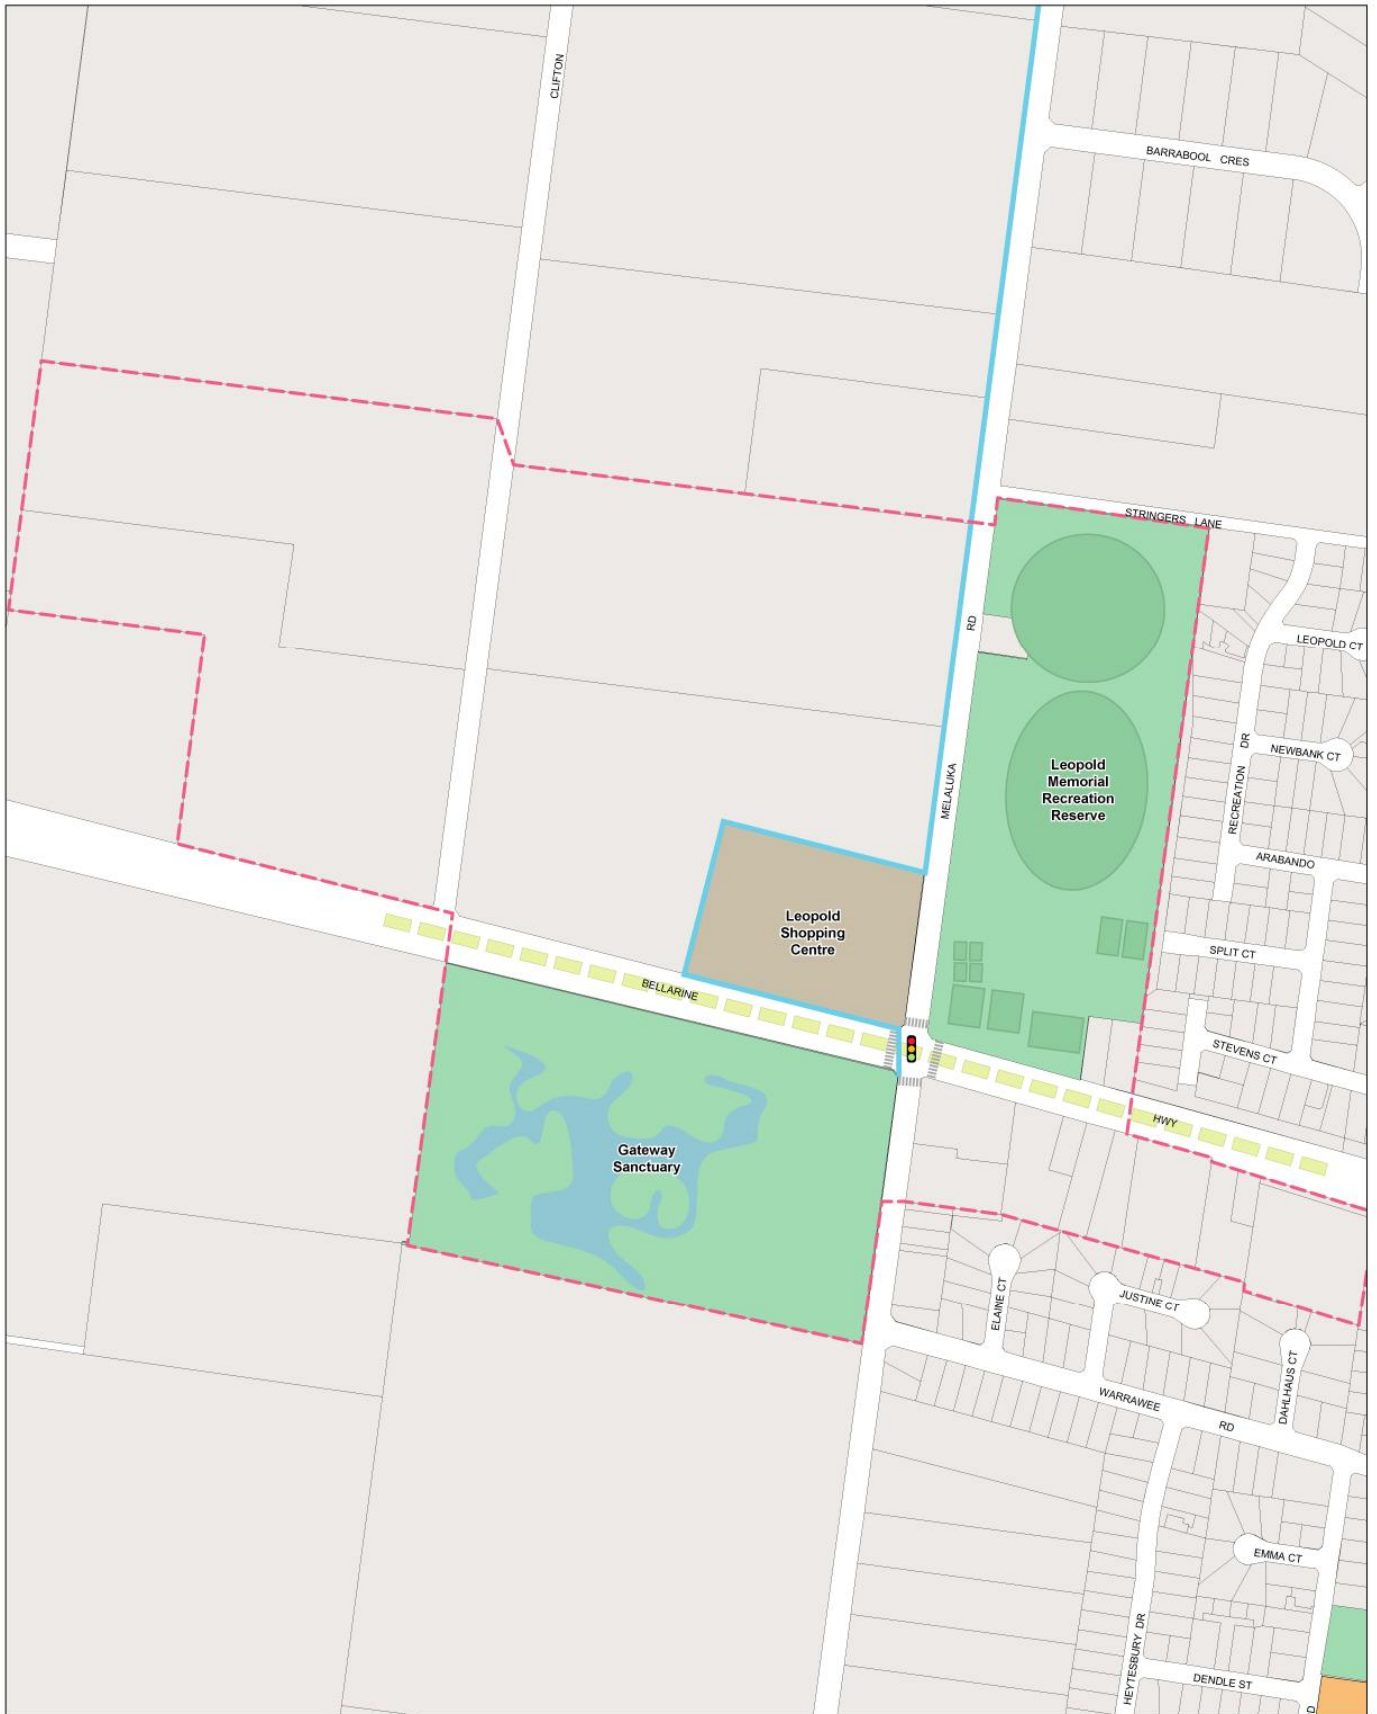 CLIFTON
BARRABOOL CRES
STRINGERS LANE
RD
LEOPOLD CT
Leopold
Memorial
Recreation
Reserve
MELALUKA
RECREATION DR
NEWBANK CT
ARABANDO
Leopold
Shopping
Centre
SPLIT CT
BELLARINE
STEVENS CT
HWY
Gateway
Sanctuary
ELAINE CT
JUSTINE CT
DAHLHAUS CT
WARRAWEE RD
EMMA CT
HEYTESBURY DR
DENDLE ST
D